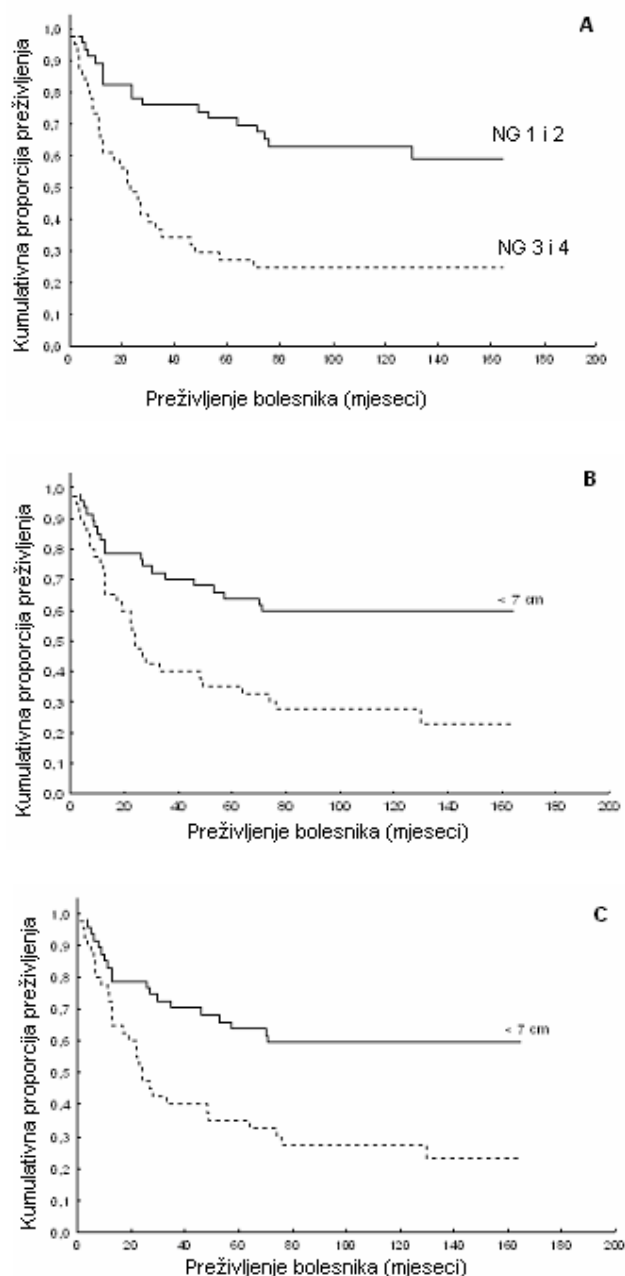 A
Kumulativna proporcija preživljenja
1,0
0,9
0,8
0,7
0,6
0,5
0,4
0,3
0,2
0,1
0,0
NG 1 i 2
NG 3 i 4
0 20 40 60 80 100 120 140 160 180 200
Preživljenje bolesnika (mjeseci)
B
Kumulativna proporcija preživljenja
1,0
0,9
0,8
0,7
0,6
0,5
0,4
0,3
0,2
0,1
0,0
< 7 cm
0 20 40 60 80 100 120 140 160 180 200
Preživljenje bolesnika (mjeseci)
C
Kumulativna proporcija preživljenja
1,0
0,9
0,8
0,7
0,6
0,5
0,4
0,3
0,2
0,1
0,0
< 7 cm
0 20 40 60 80 100 120 140 160 180 200
Preživljenje bolesnika (mjeseci)